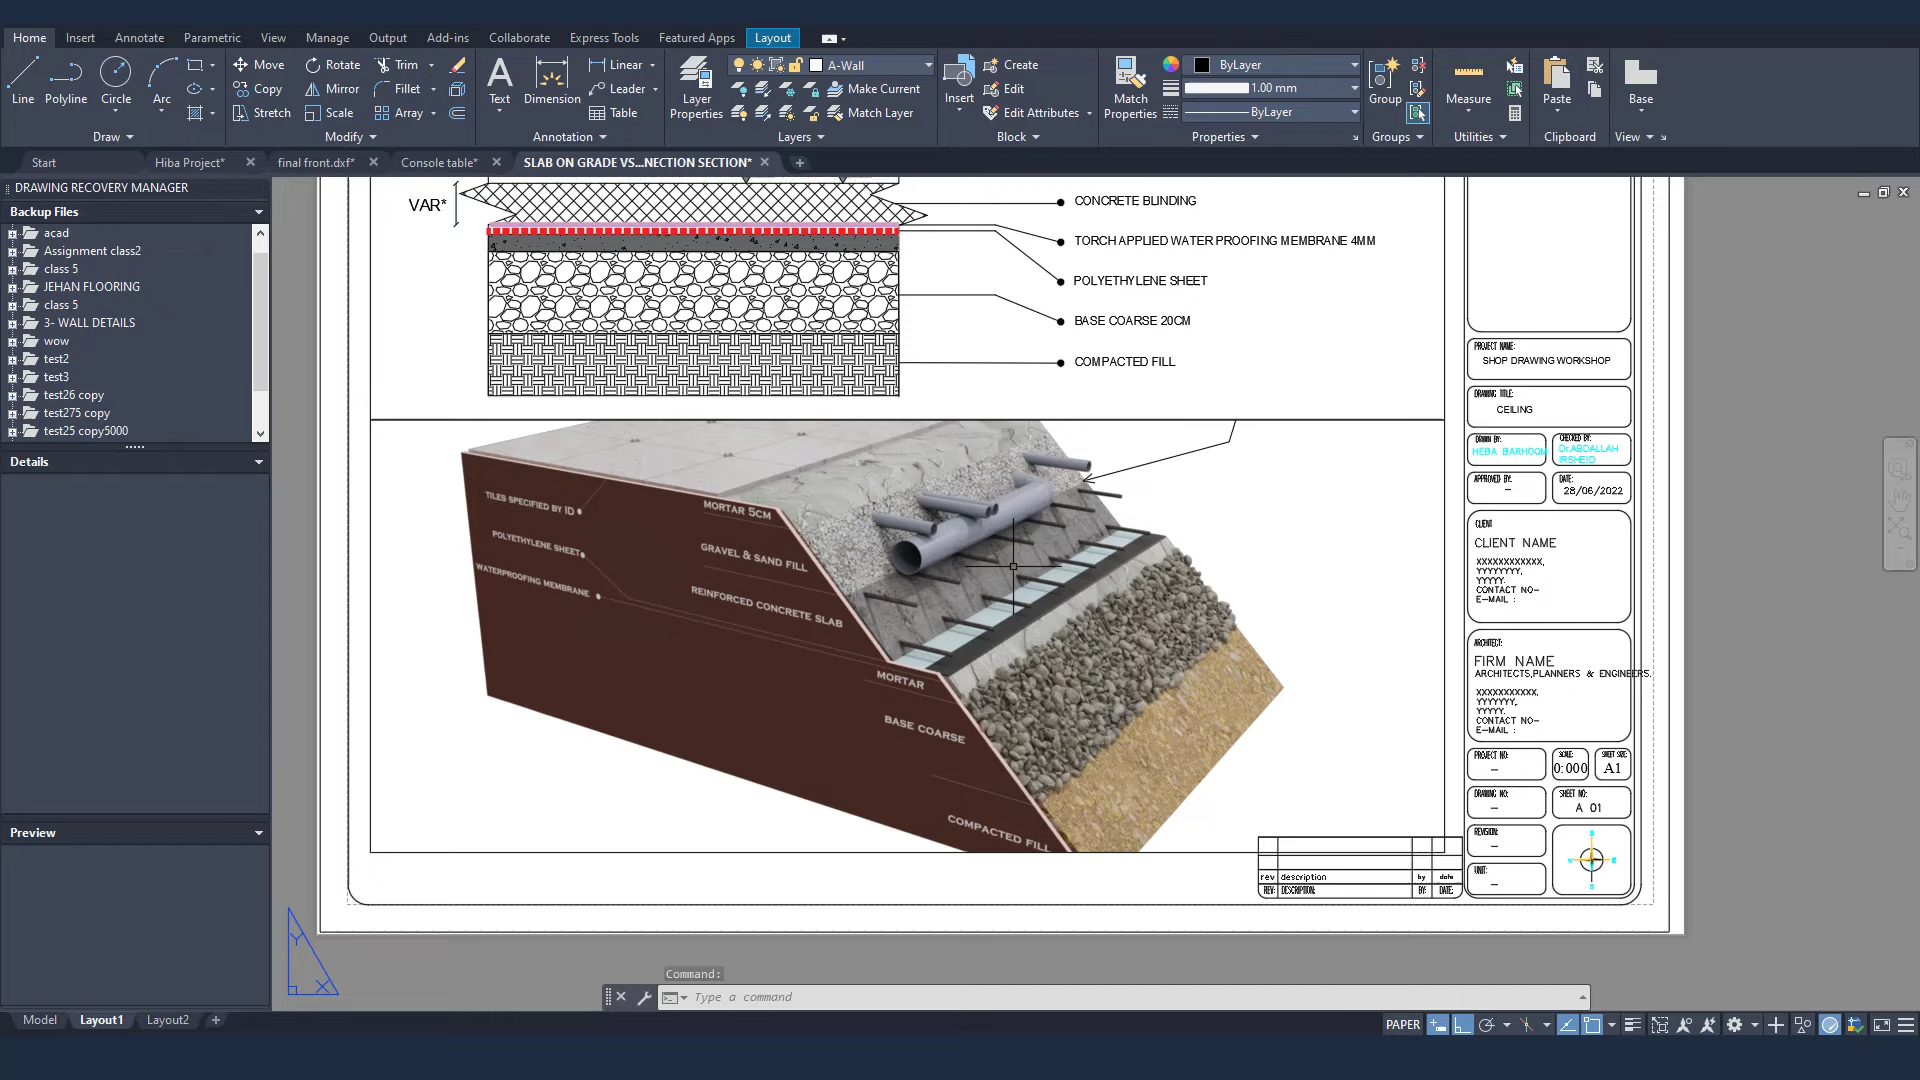 Home Insert Annotate Parametric View Manage Output Add-ins Collaborate Express Tools Featured Apps Layout
Line Polyline Circle Arc
Move Rotate Trim
Copy Mirror Fillet
Stretch Scale Array
Draw Modify
Text Dimension
Linear
Leader
Table
Annotation
Layer Properties
A-Wall
Make Current
Match Layer
Layers
Insert
Create
Edit
Edit Attributes
Block
Match Properties
ByLayer
1.00 mm
ByLayer
Properties
Group
Groups
Measure
Utilities
Paste
Clipboard
Base
View
Start Hiba Project* final front.dxf* Console table* SLAB ON GRADE VS...NECTION SECTION*
DRAWING RECOVERY MANAGER
Backup Files
acad
Assignment class2
class 5
JEHAN FLOORING
class 5
3- WALL DETAILS
wow
test2
test3
test26 copy
test275 copy
test25 copy5000
Details
Preview
VAR*
CONCRETE BLINDING
TORCH APPLIED WATER PROOFING MEMBRANE 4MM
POLYETHYLENE SHEET
BASE COARSE 20CM
COMPACTED FILL
TILES SPECIFIED BY ID
POLYETHYLENE SHEET
WATERPROOFING MEMBRANE
MORTAR 5CM
GRAVEL & SAND FILL
REINFORCED CONCRETE SLAB
MORTAR
BASE COARSE
COMPACTED FILL
PROJECT NAME:
SHOP DRAWING WORKSHOP
DRAWING TITLE:
CEILING
DRAWN BY:
HEBA BARHOOM
CHECKED BY:
Dr.ABDALLAH
IRSHEID
APPROVED BY:
-
DATE:
28/06/2022
CLIENT
CLIENT NAME
XXXXXXXXXXXX,
YYYYYYYY,
YYYYY.
CONTACT NO-
E-MAIL :
ARCHITECT:
FIRM NAME
ARCHITECTS,PLANNERS & ENGINEERS.
XXXXXXXXXXX,
YYYYYYY,
YYYYY.
CONTACT NO-
E-MAIL :
PROJECT NO:
-
SCALE:
0:000
SHEET SIZE:
A1
DRAWING NO:
-
SHEET NO:
A 01
REVISION:
-
UNIT:
-
rev description by date
REV: DESCRIPTION: BY: DATE:
Y
X
Command:
Type a command
Model Layout1 Layout2
PAPER